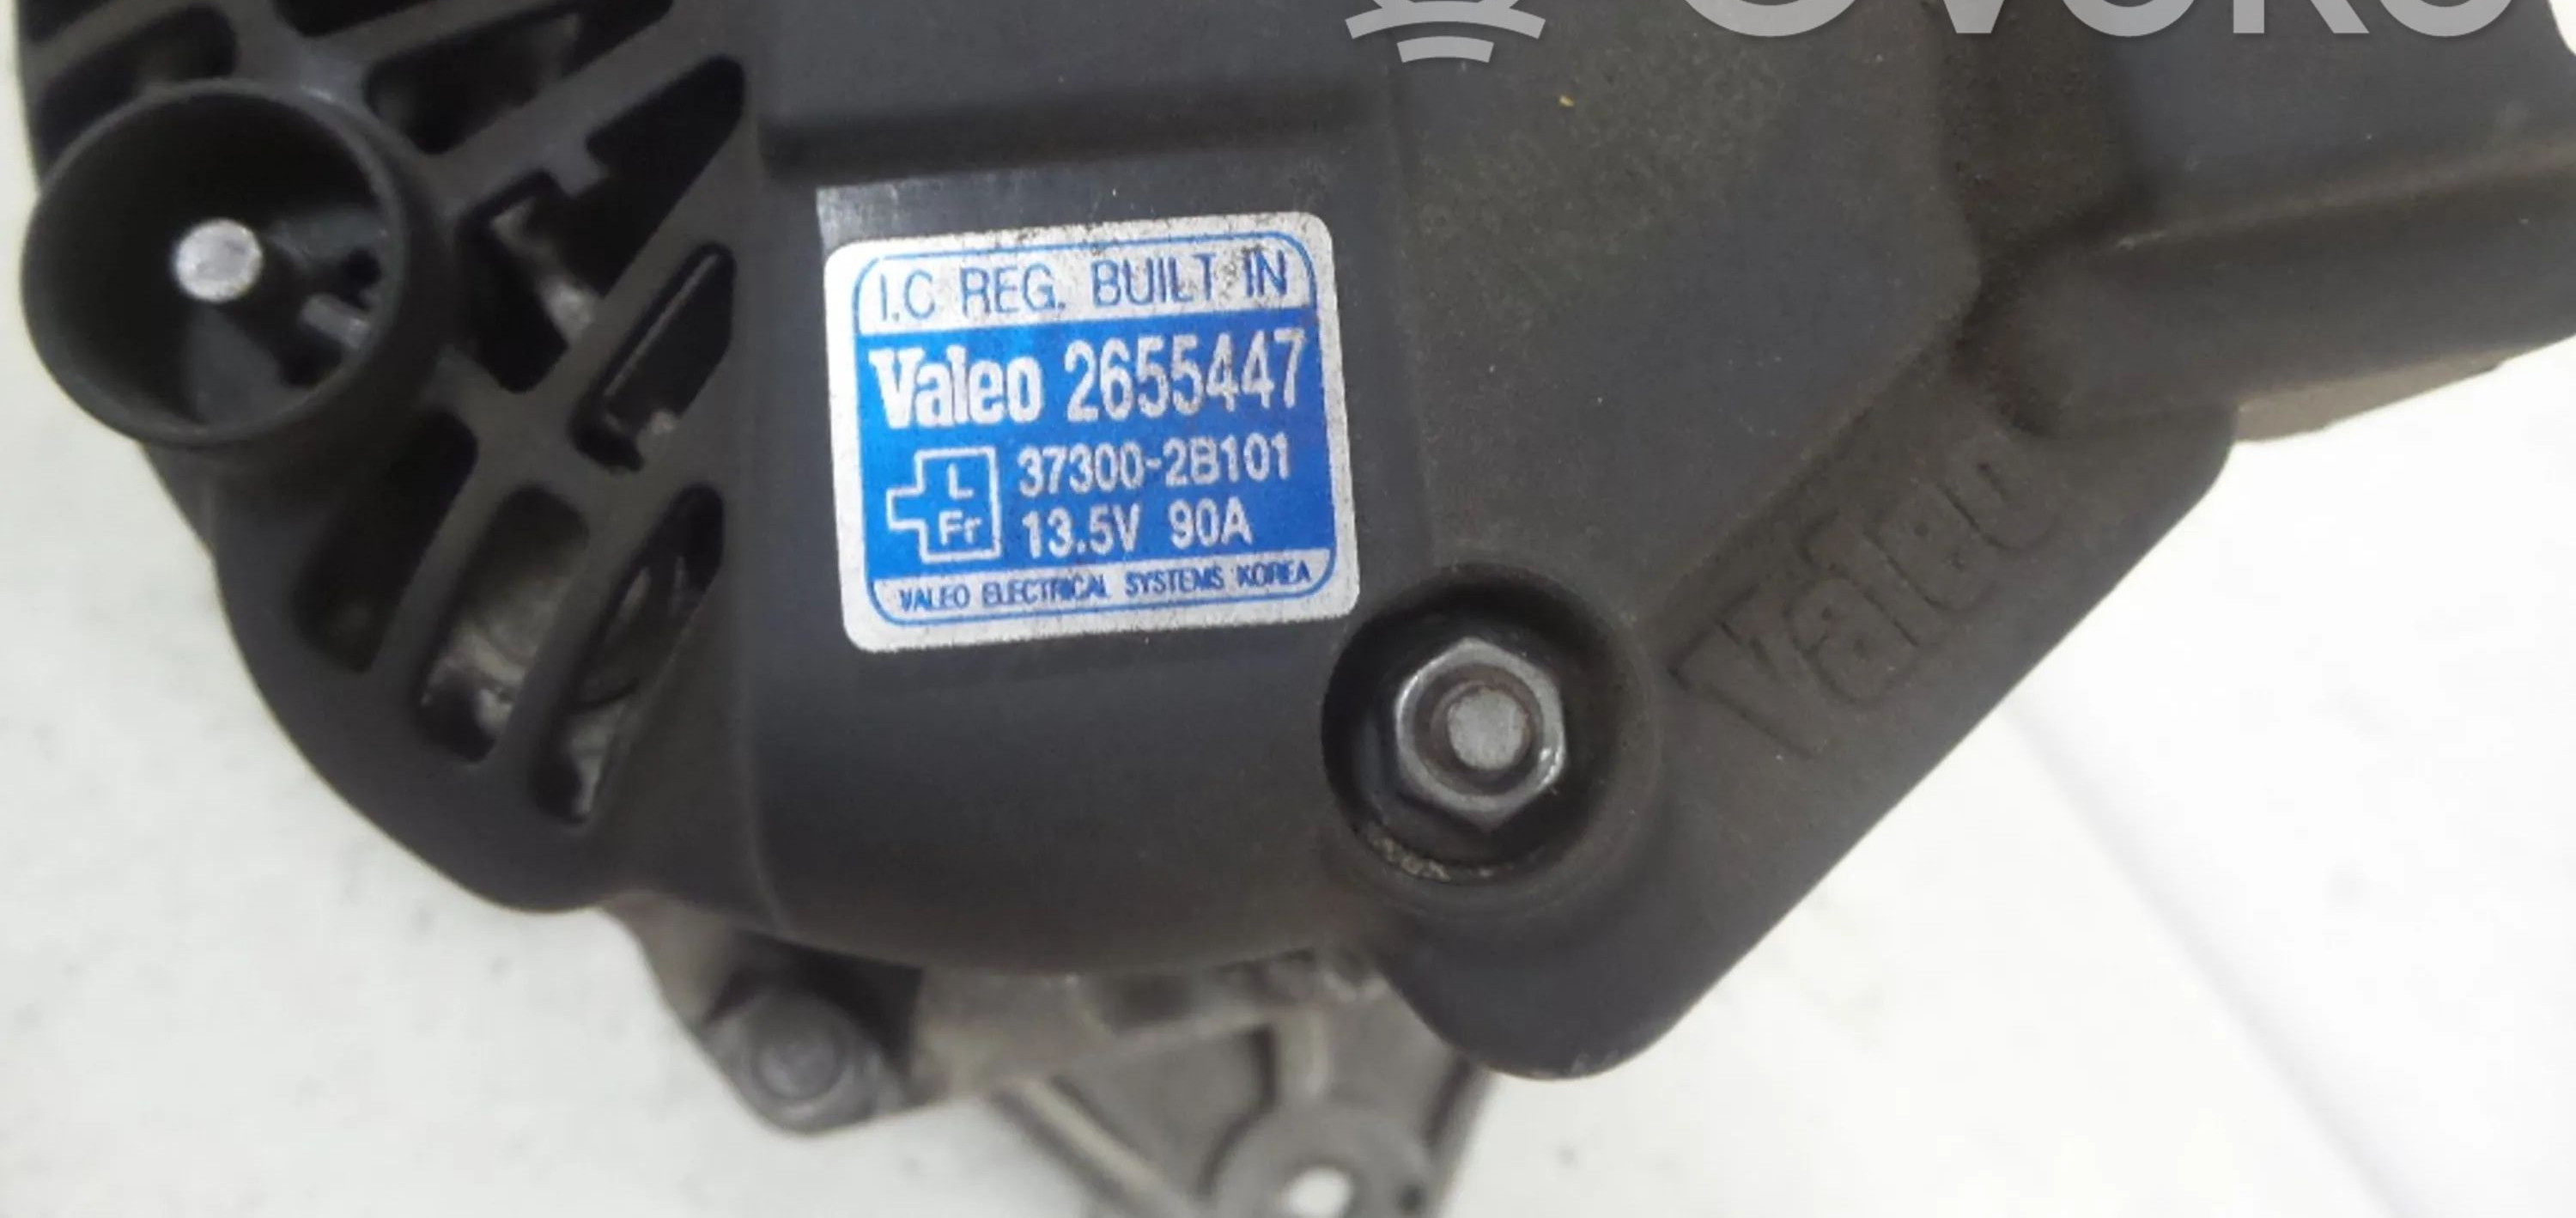 I.C REG. BUILT IN
Valeo 2655447
L 37300-2B101
Fr 13.5V 90A
VALEO ELECTRICAL SYSTEMS KOREA
Valeo